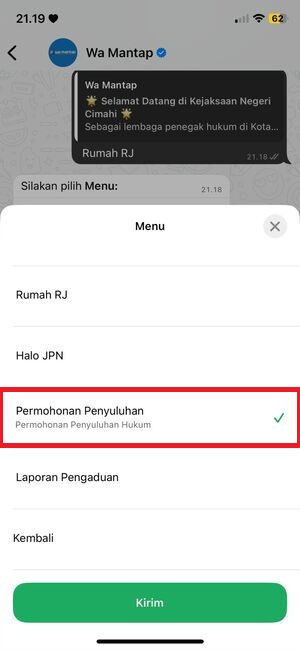 21.19
62
WA MANTAP
Wa Mantap
Wa Mantap
🌟 Selamat Datang di Kejaksaan Negeri
Cimahi 🌟
Sebagai lembaga penegak hukum di Kota...
Rumah RJ
21.18
Silakan pilih Menu:
21.18
Menu
Rumah RJ
Halo JPN
Permohonan Penyuluhan
Permohonan Penyuluhan Hukum
Laporan Pengaduan
Kembali
Kirim